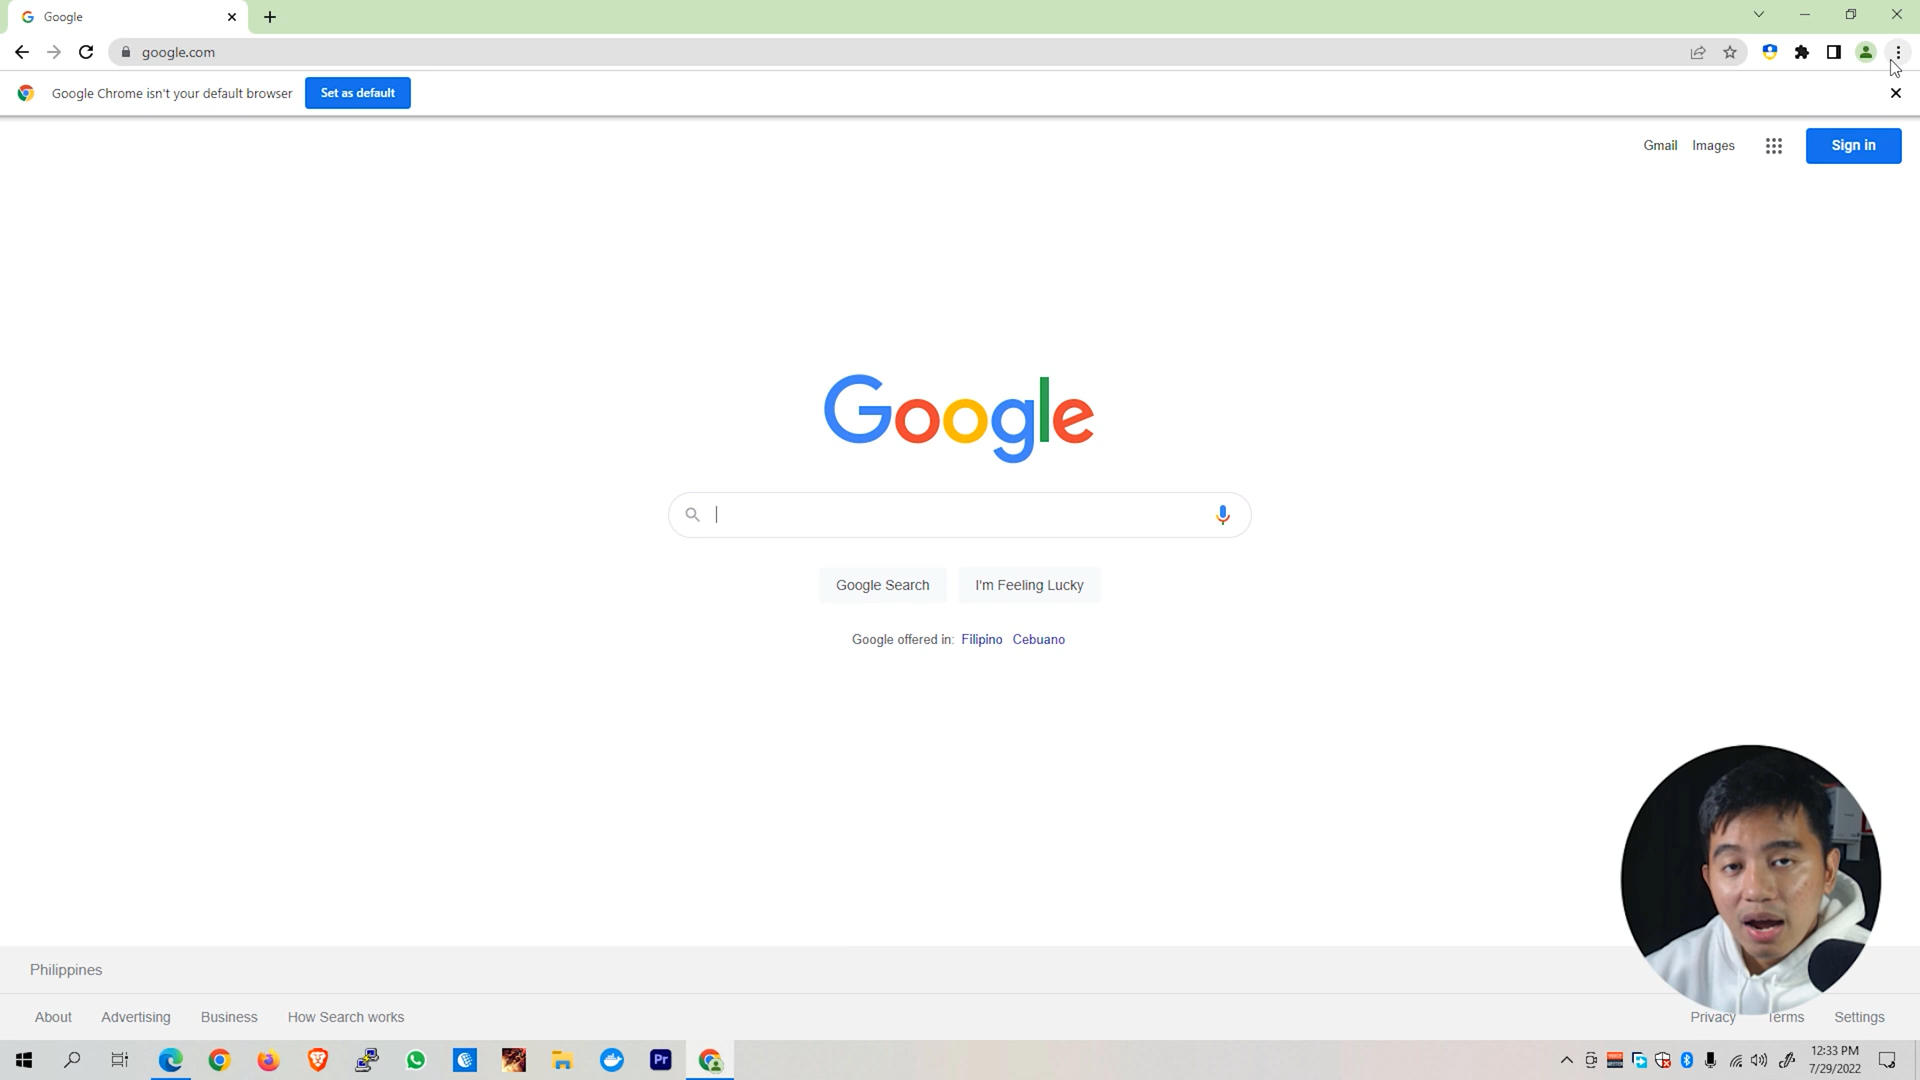 Google
google.com
Google Chrome isn't your default browser
Set as default
Gmail
Images
Sign in
Google
Google Search
I'm Feeling Lucky
Google offered in: Filipino Cebuano
Philippines
About
Advertising
Business
How Search works
Privacy
Terms
Settings
Pr
12:33 PM
7/29/2022